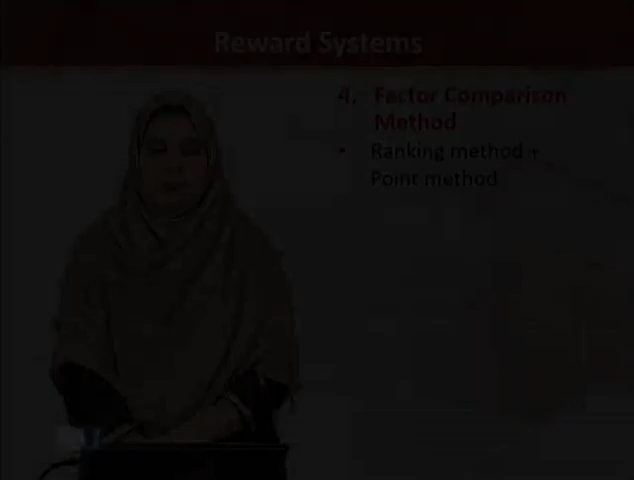 Reward Systems
4. Factor Comparison
Method
• Ranking method +
Point method